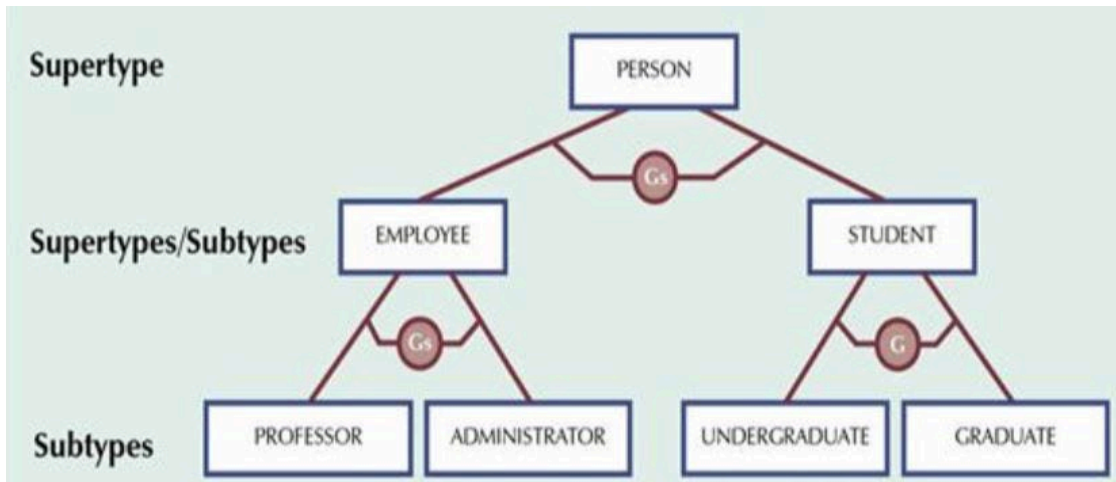 Supertype
PERSON
Gs
Supertypes/Subtypes
EMPLOYEE
STUDENT
Gs
G
Subtypes
PROFESSOR
ADMINISTRATOR
UNDERGRADUATE
GRADUATE